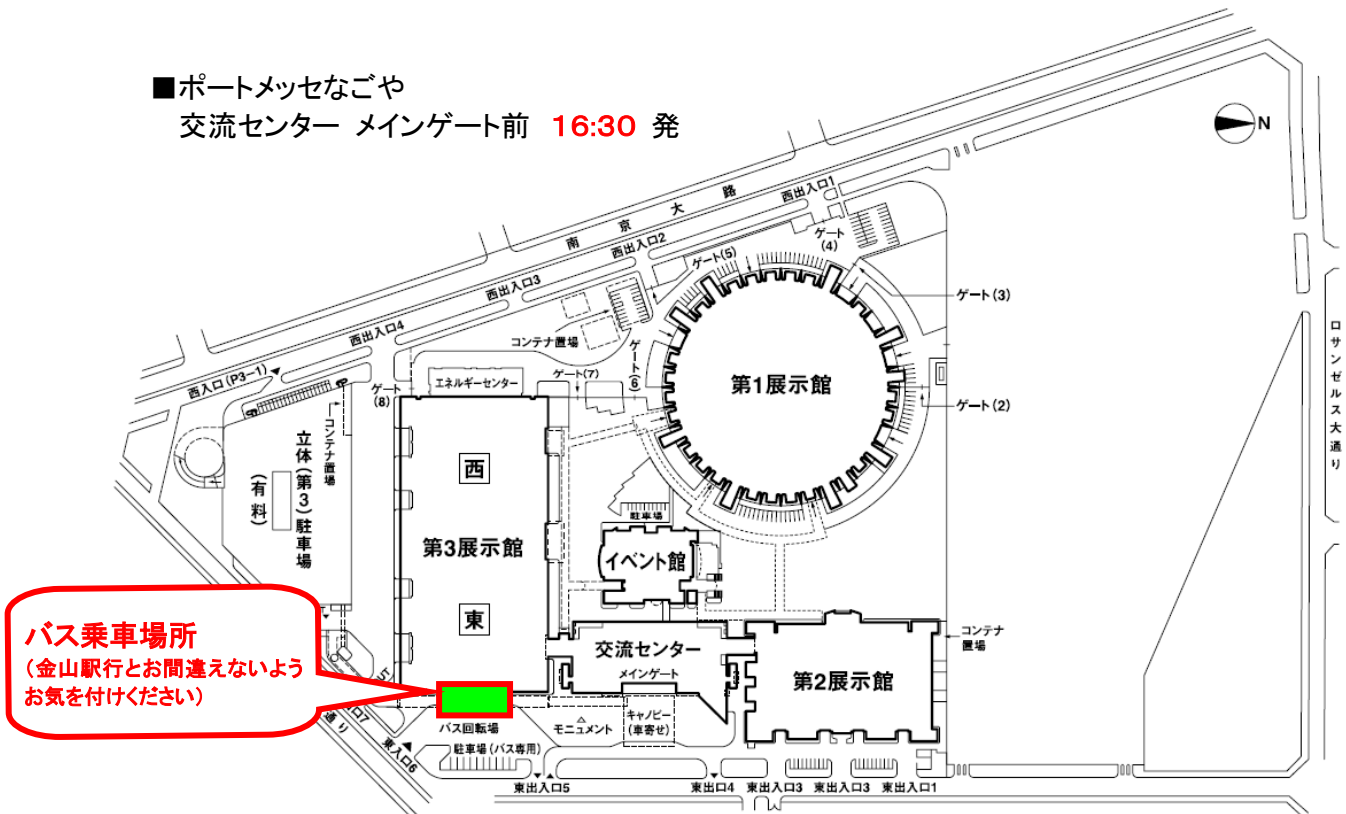 ■ポートメッセなごや
交流センター メインゲート前 16:30 発
N
南京大路
西出入口1
西出入口2
西出入口3
西出入口4
西入口(P3-1)
ゲート(4)
ゲート(5)
ゲート(3)
ゲート(2)
ゲート(6)
ゲート(7)
ゲート(8)
コンテナ置場
エネルギーセンター
第1展示館
ロサンゼルス大通り
コンテナ置場
立体(第3)駐車場
(有料)
西
第3展示館
東
駐車場
イベント館
交流センター
メインゲート
第2展示館
コンテナ
置場
バス乗車場所
(金山駅行とお間違えないよう
お気を付けください)
バス回転場
モニュメント
キャノピー
(車寄せ)
駐車場(バス専用)
口7
通り
東入口6
東出入口5
東出口4
東出入口3
東出入口3
東出入口1